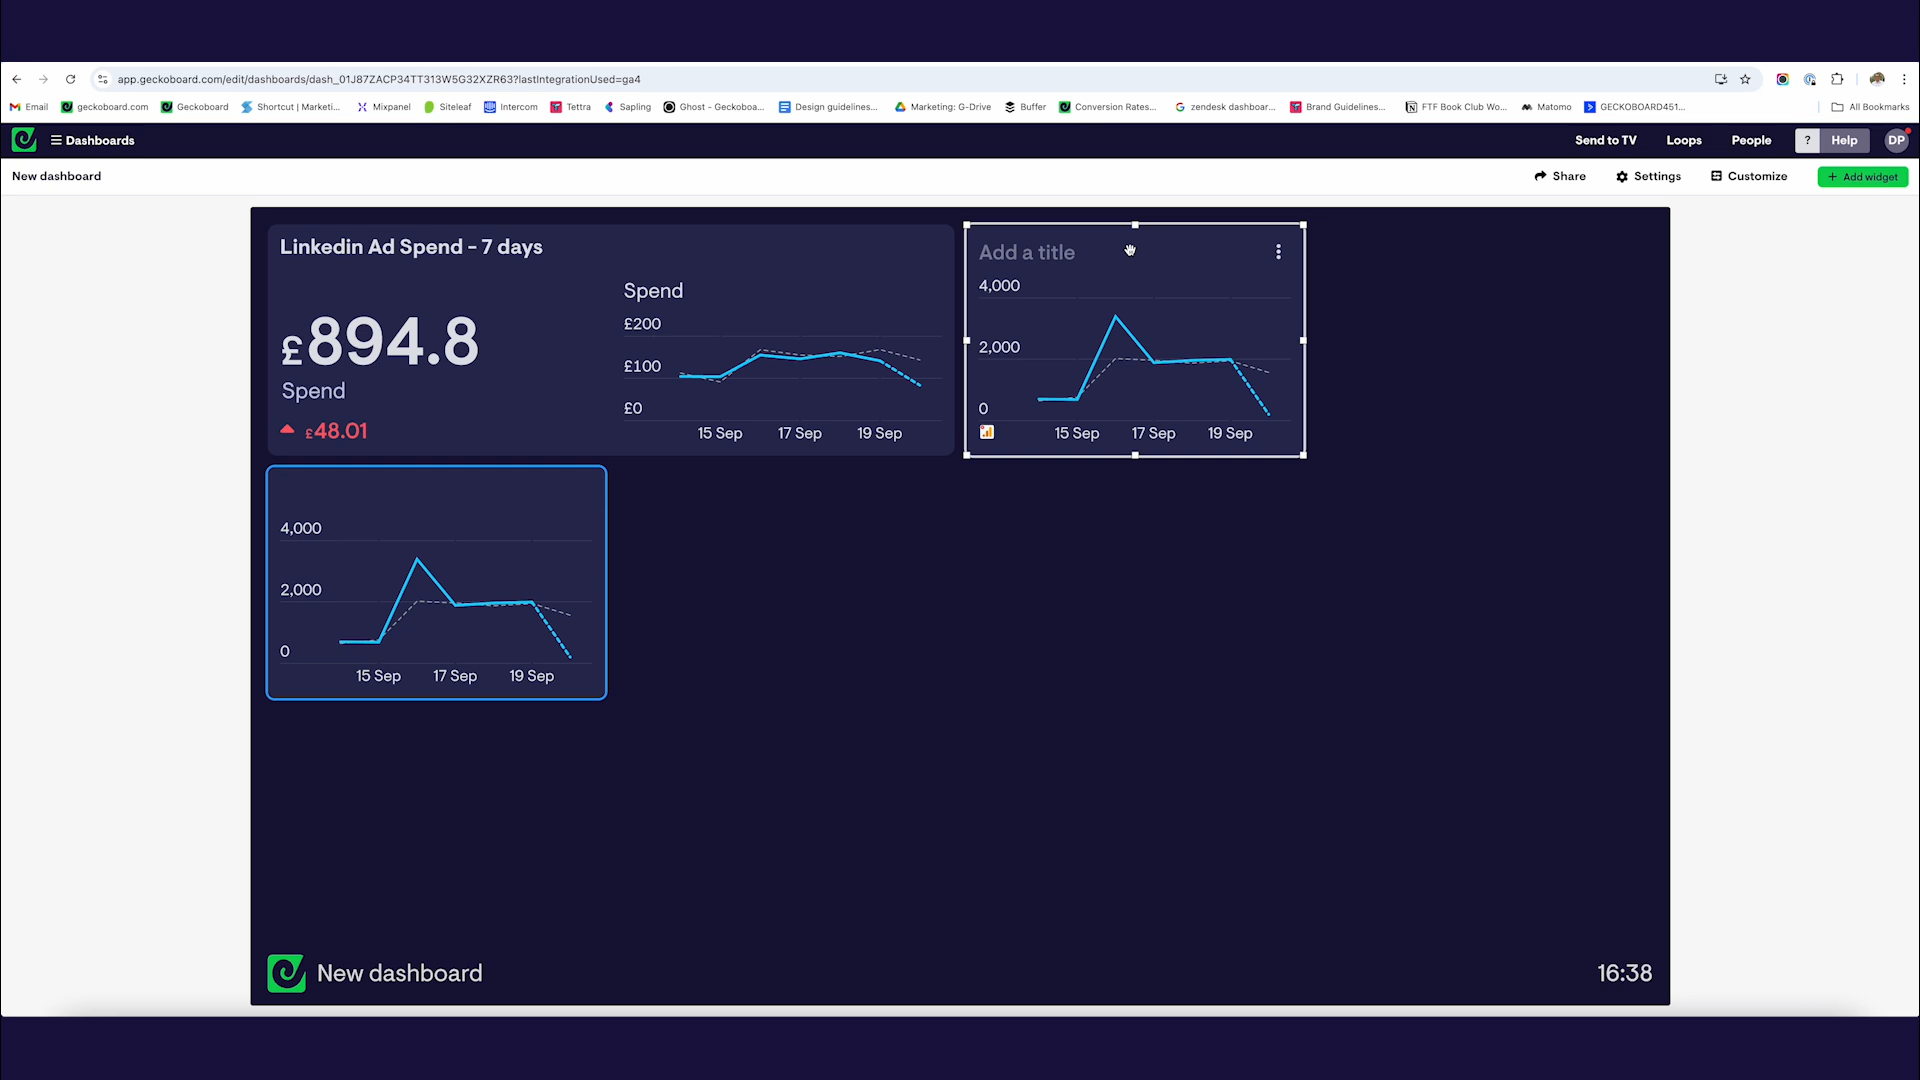 app.geckoboard.com/edit/dashboards/dash_01J87ZACP34TT313W5G32XZR63?lastIntegrationUsed=ga4
Email geckoboard.com Geckoboard Shortcut | Marketi... Mixpanel Siteleaf Intercom Tettra Sapling Ghost - Geckoboa... Design guidelines... Marketing: G-Drive Buffer Conversion Rates... zendesk dashboar... Brand Guidelines... FTF Book Club Wo... Matomo GECKOBOARD451... All Bookmarks
Dashboards Send to TV Loops People ? Help DP
New dashboard Share Settings Customize + Add widget
Linkedin Ad Spend - 7 days
£894.8
Spend
£48.01
Spend
£200
£100
£0
15 Sep 17 Sep 19 Sep
Add a title
4,000
2,000
0
15 Sep 17 Sep 19 Sep
4,000
2,000
0
15 Sep 17 Sep 19 Sep
New dashboard 16:38